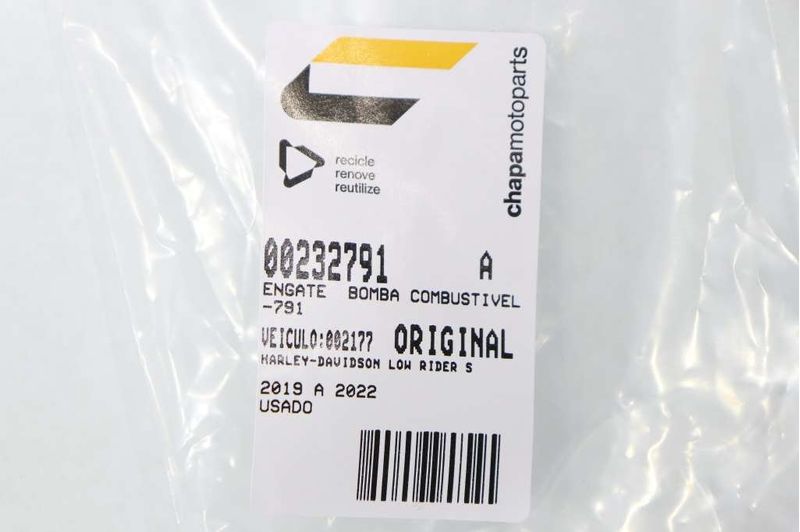 chapamotoparts
recicle
renove
reutilize
00232791 A
ENGATE BOMBA COMBUSTIVEL
-791
VEICULO:002177 ORIGINAL
HARLEY-DAVIDSON LOW RIDER S
2019 A 2022
USADO